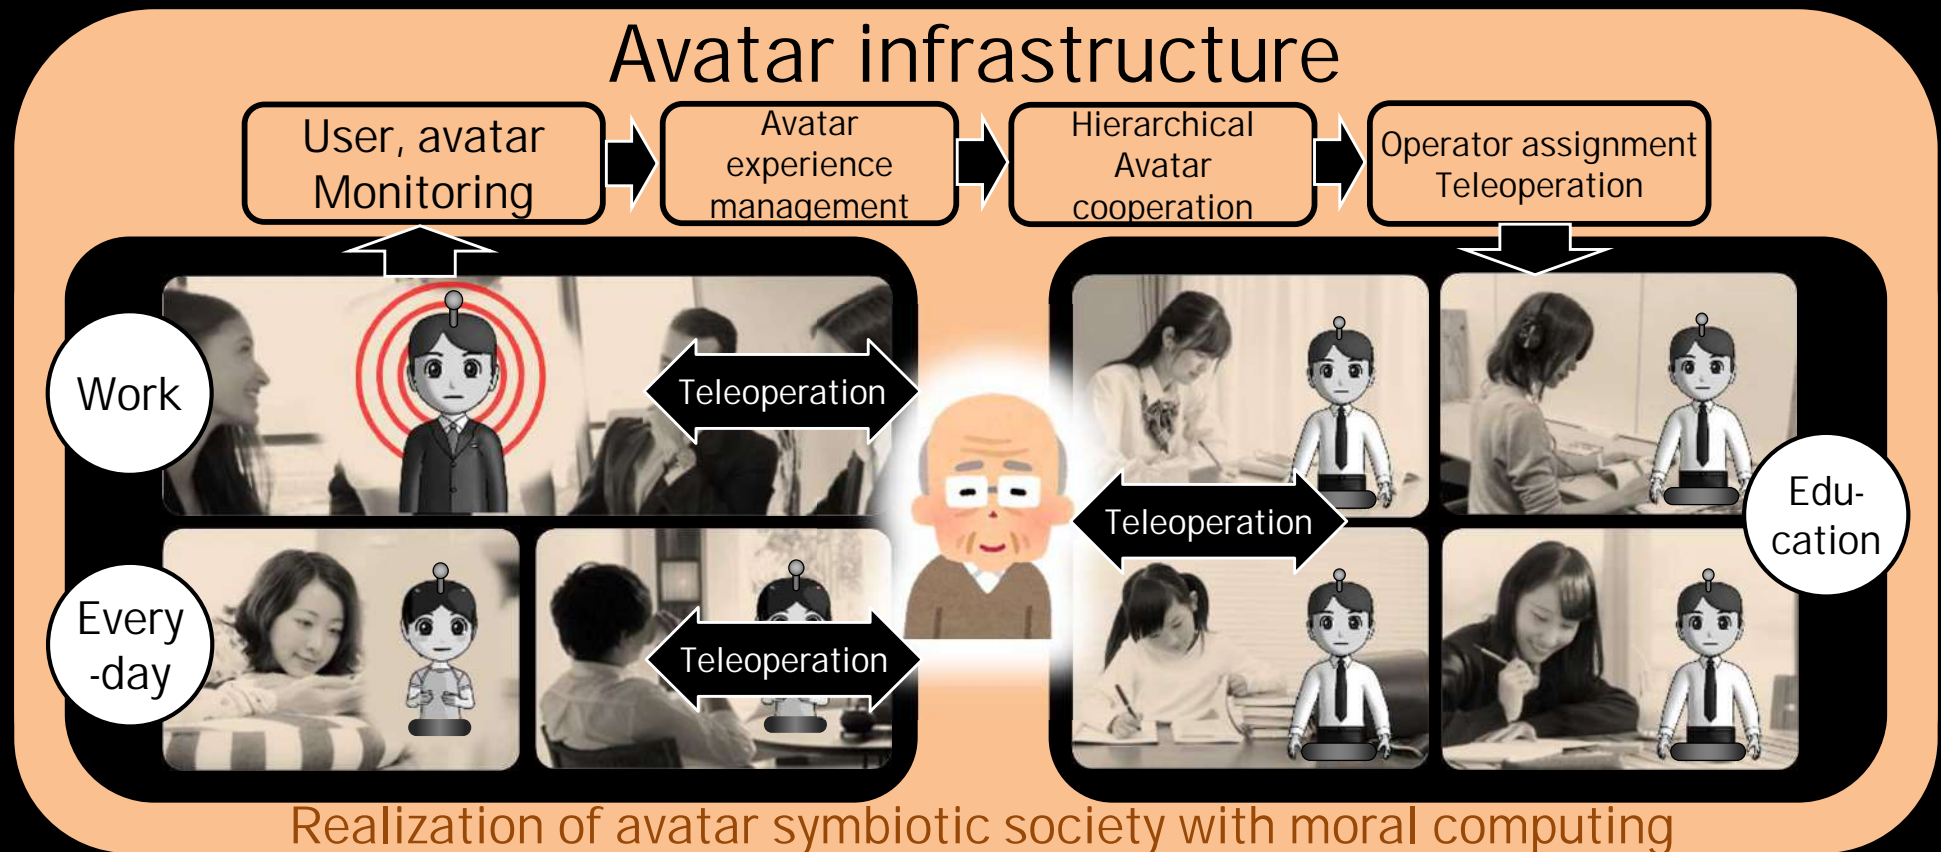 Avatar infrastructure
User, avatar
Monitoring
Avatar
experience
management
Hierarchical
Avatar
cooperation
Operator assignment
Teleoperation
Work
Teleoperation
Every
-day
Teleoperation
Teleoperation
Edu-
cation
Realization of avatar symbiotic society with moral computing